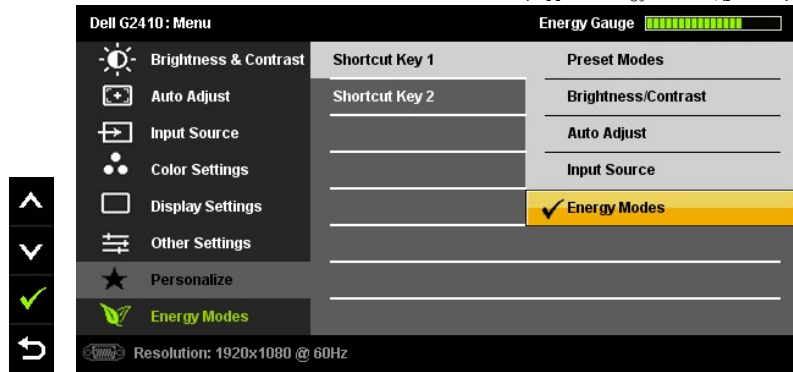 Dell G2410: Menu
Energy Gauge
Brightness & Contrast
Shortcut Key 1
Preset Modes
Auto Adjust
Shortcut Key 2
Brightness/Contrast
Input Source
Auto Adjust
Color Settings
Input Source
Display Settings
Energy Modes
Other Settings
Personalize
Energy Modes
Resolution: 1920x1080 @ 60Hz